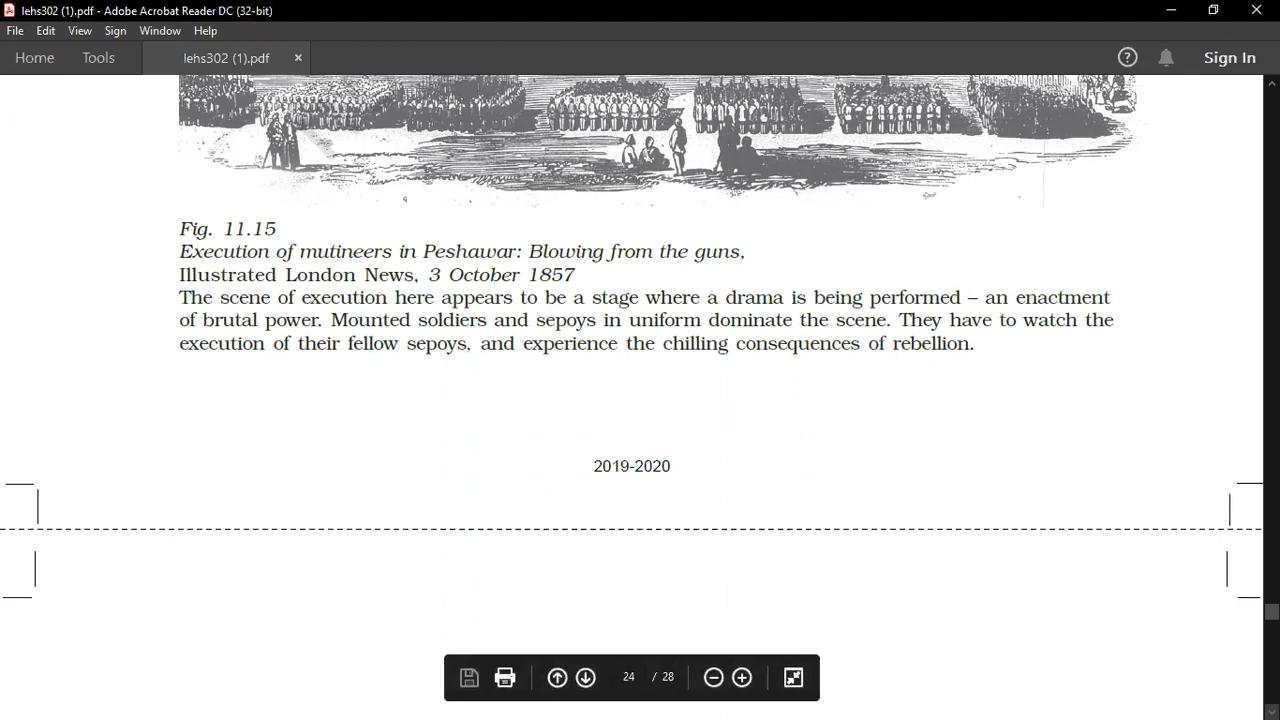 lehs302 (1).pdf - Adobe Acrobat Reader DC (32-bit)
File Edit View Sign Window Help
Home Tools lehs302 (1).pdf × Sign In
Fig. 11.15
Execution of mutineers in Peshawar: Blowing from the guns,
Illustrated London News, 3 October 1857
The scene of execution here appears to be a stage where a drama is being performed – an enactment
of brutal power. Mounted soldiers and sepoys in uniform dominate the scene. They have to watch the
execution of their fellow sepoys, and experience the chilling consequences of rebellion.
2019-2020
24 / 28